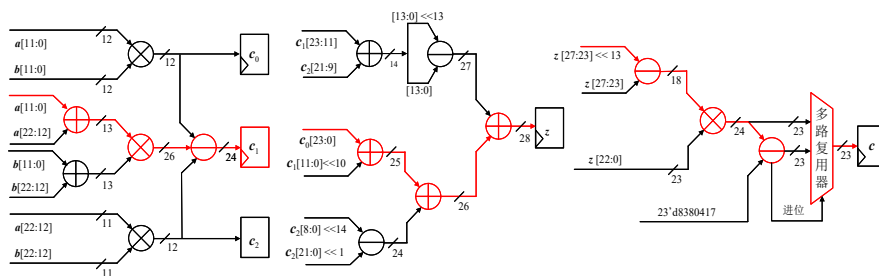 a[11:0]
12
b[11:0]
12
12
c₀
a[11:0]
a[22:12]
13
b[11:0]
b[22:12]
13
26
24
c₁
a[22:12]
11
b[22:12]
11
12
c₂
[13:0] <<13
c₁[23:11]
c₂[21:9]
14
[13:0]
27
c₀[23:0]
c₁[11:0]<<10
25
c₂[8:0] <<14
c₂[21:0] << 1
24
26
28
z
z[27:23] << 13
z[27:23]
18
z [22:0]
23
24
23
23
23'd8380417
进位
多路复用器
23
c